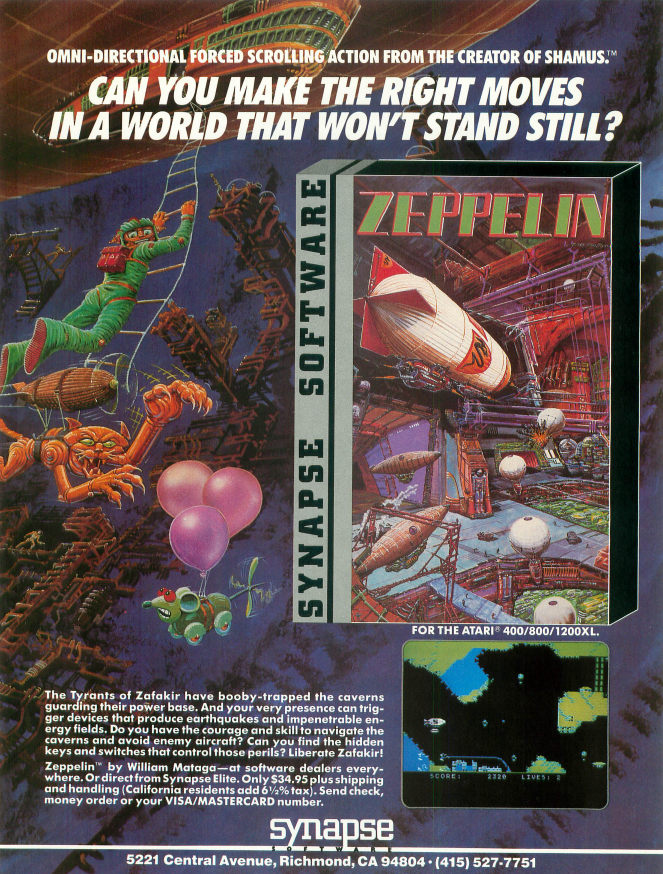 OMNI-DIRECTIONAL FORCED SCROLLING ACTION FROM THE CREATOR OF SHAMUS.™
CAN YOU MAKE THE RIGHT MOVES
IN A WORLD THAT WON'T STAND STILL?
SYNAPSE SOFTWARE
ZEPPELIN
FOR THE ATARI® 400/800/1200XL.
The Tyrants of Zafakir have booby-trapped the caverns
guarding their power base. And your very presence can trig-
ger devices that produce earthquakes and impenetrable en-
ergy fields. Do you have the courage and skill to navigate the
caverns and avoid enemy aircraft? Can you find the hidden
keys and switches that control those perils? Liberate Zafakir!
Zeppelin™ by William Mataga—at software dealers every-
where. Or direct from Synapse Elite. Only $34.95 plus shipping
and handling (California residents add 6½% tax). Send check,
money order or your VISA/MASTERCARD number.
SCORE: 2320 LIVES: 2
synapse
SOFTWARE
5221 Central Avenue, Richmond, CA 94804 · (415) 527-7751